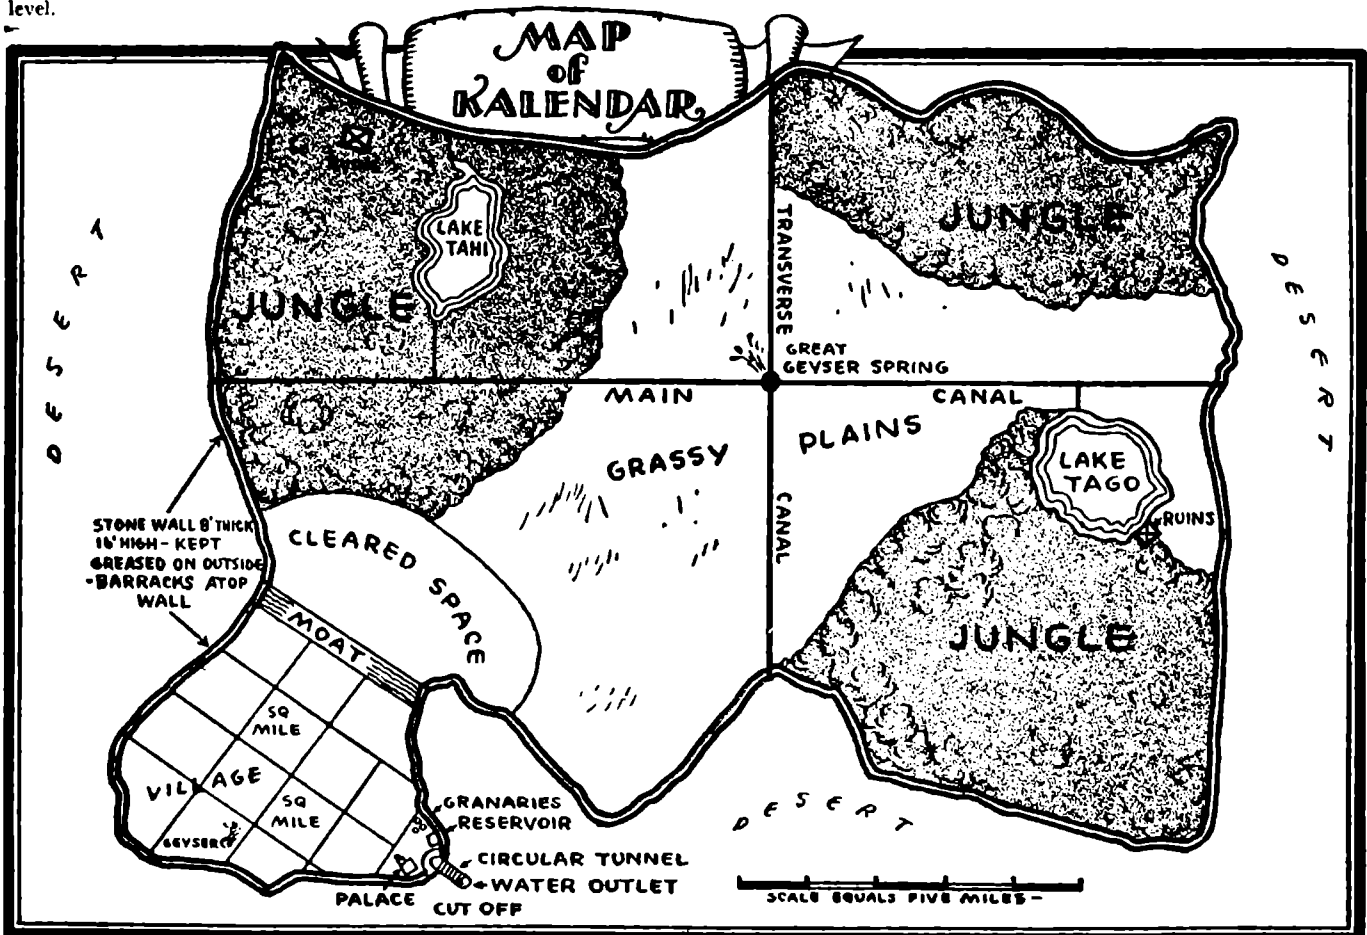 level.
MAP
of
KALENDAR
DESERT
JUNGLE
LAKE
TAHI
TRANSVERSE
JUNGLE
DESERT
GREAT
GEYSER SPRING
MAIN
CANAL
GRASSY
PLAINS
CANAL
LAKE
TAGO
RUINS
JUNGLE
STONE WALL 8' THICK
16' HIGH - KEPT
GREASED ON OUTSIDE
- BARRACKS ATOP
WALL
CLEARED SPACE
MOAT
SQ
MILE
VILLAGE
SQ
MILE
GEYSER
GRANARIES
RESERVOIR
CIRCULAR TUNNEL
WATER OUTLET
PALACE
CUT OFF
DESERT
SCALE EQUALS FIVE MILES -